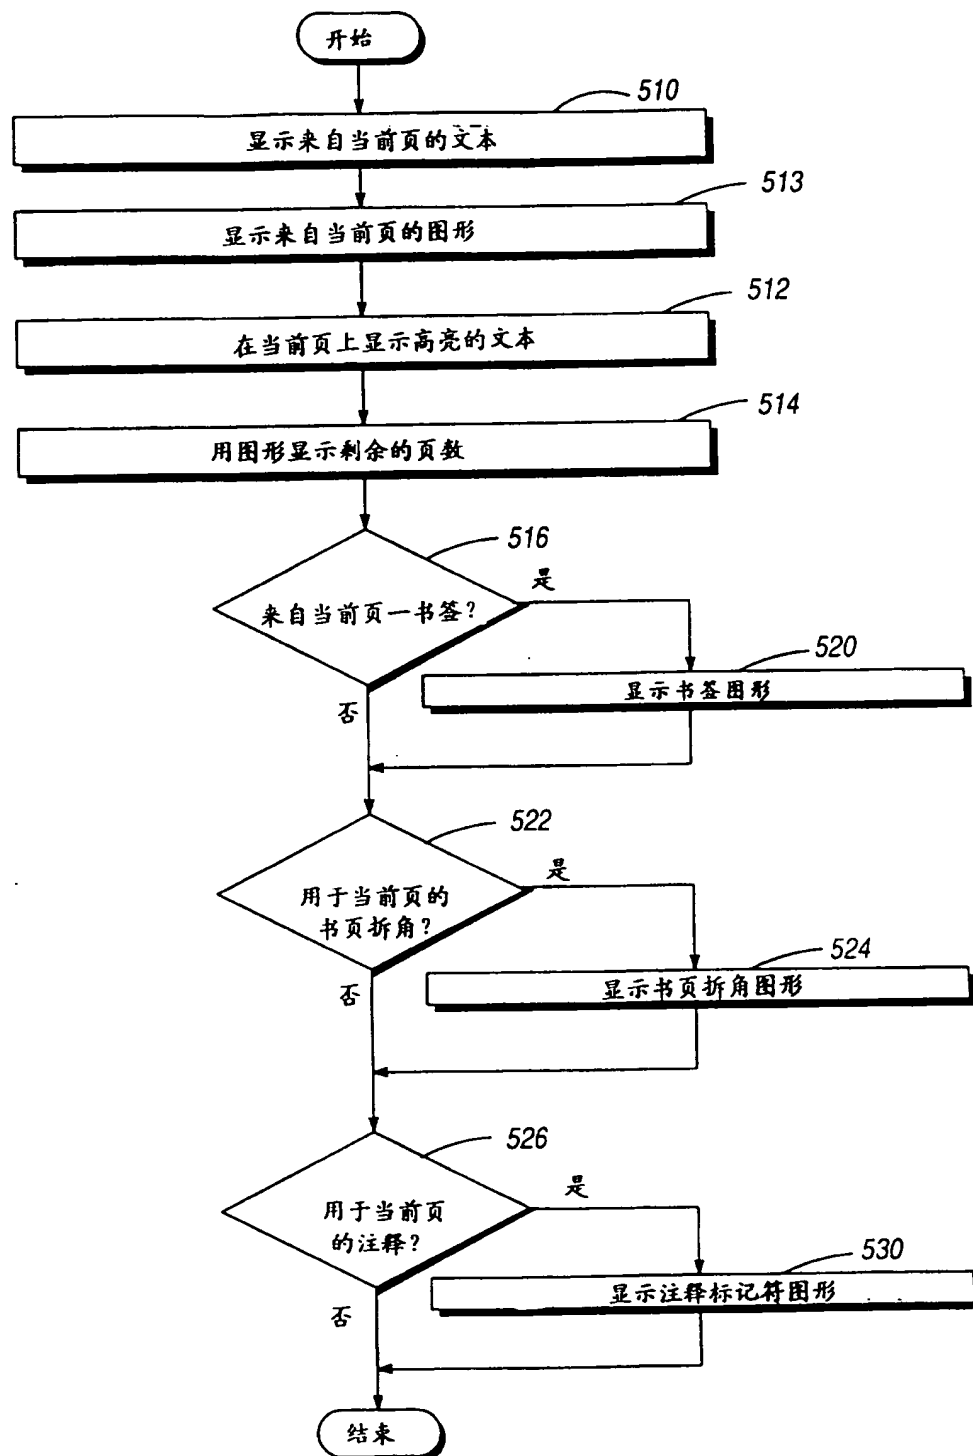 开始
510
显示来自当前页的文本
513
显示来自当前页的图形
512
在当前页上显示高亮的文本
514
用图形显示剩余的页数
516
来自当前页一书签?
是
520
显示书签图形
否
522
用于当前页的
书页拆角?
是
524
显示书页拆角图形
否
526
用于当前页
的注释?
是
530
显示注释标记符图形
否
结束